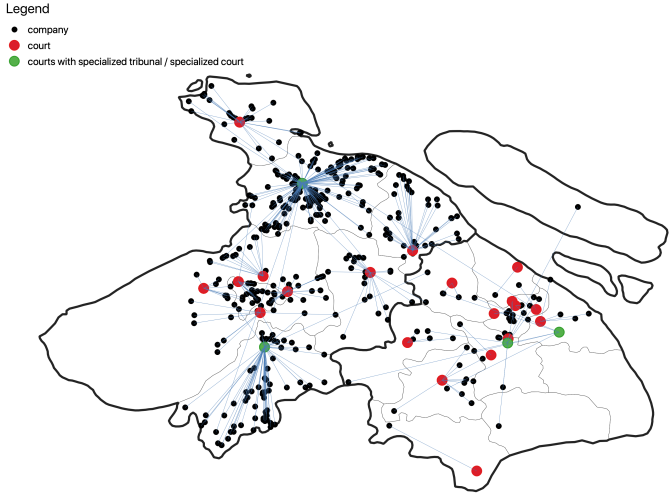 Legend
company
court
courts with specialized tribunal / specialized court